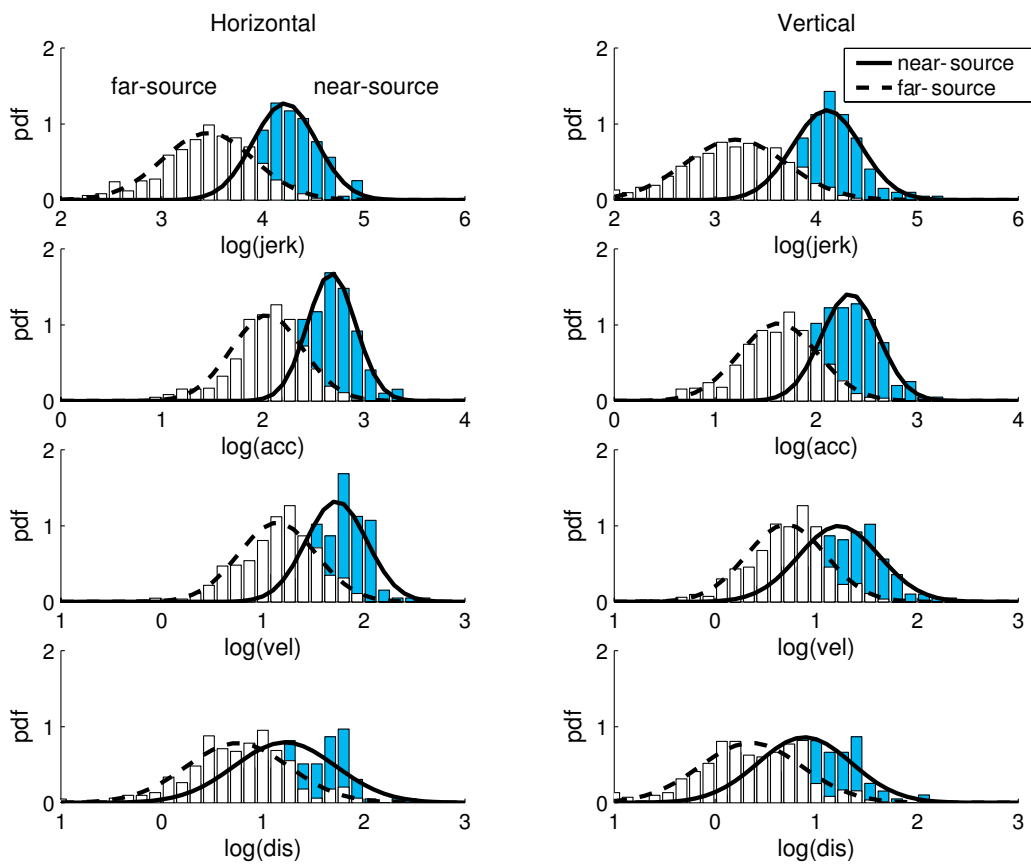 Horizontal
Vertical
far-source
near-source
near-source
far-source
pdf
2
1
0
2 3 4 5 6
log(jerk)
pdf
2
1
0
2 3 4 5 6
log(jerk)
pdf
2
1
0
0 1 2 3 4
log(acc)
pdf
2
1
0
0 1 2 3 4
log(acc)
pdf
2
1
0
1 0 1 2 3
log(vel)
pdf
2
1
0
1 0 1 2 3
log(vel)
pdf
2
1
0
1 0 1 2 3
log(dis)
pdf
2
1
0
1 0 1 2 3
log(dis)